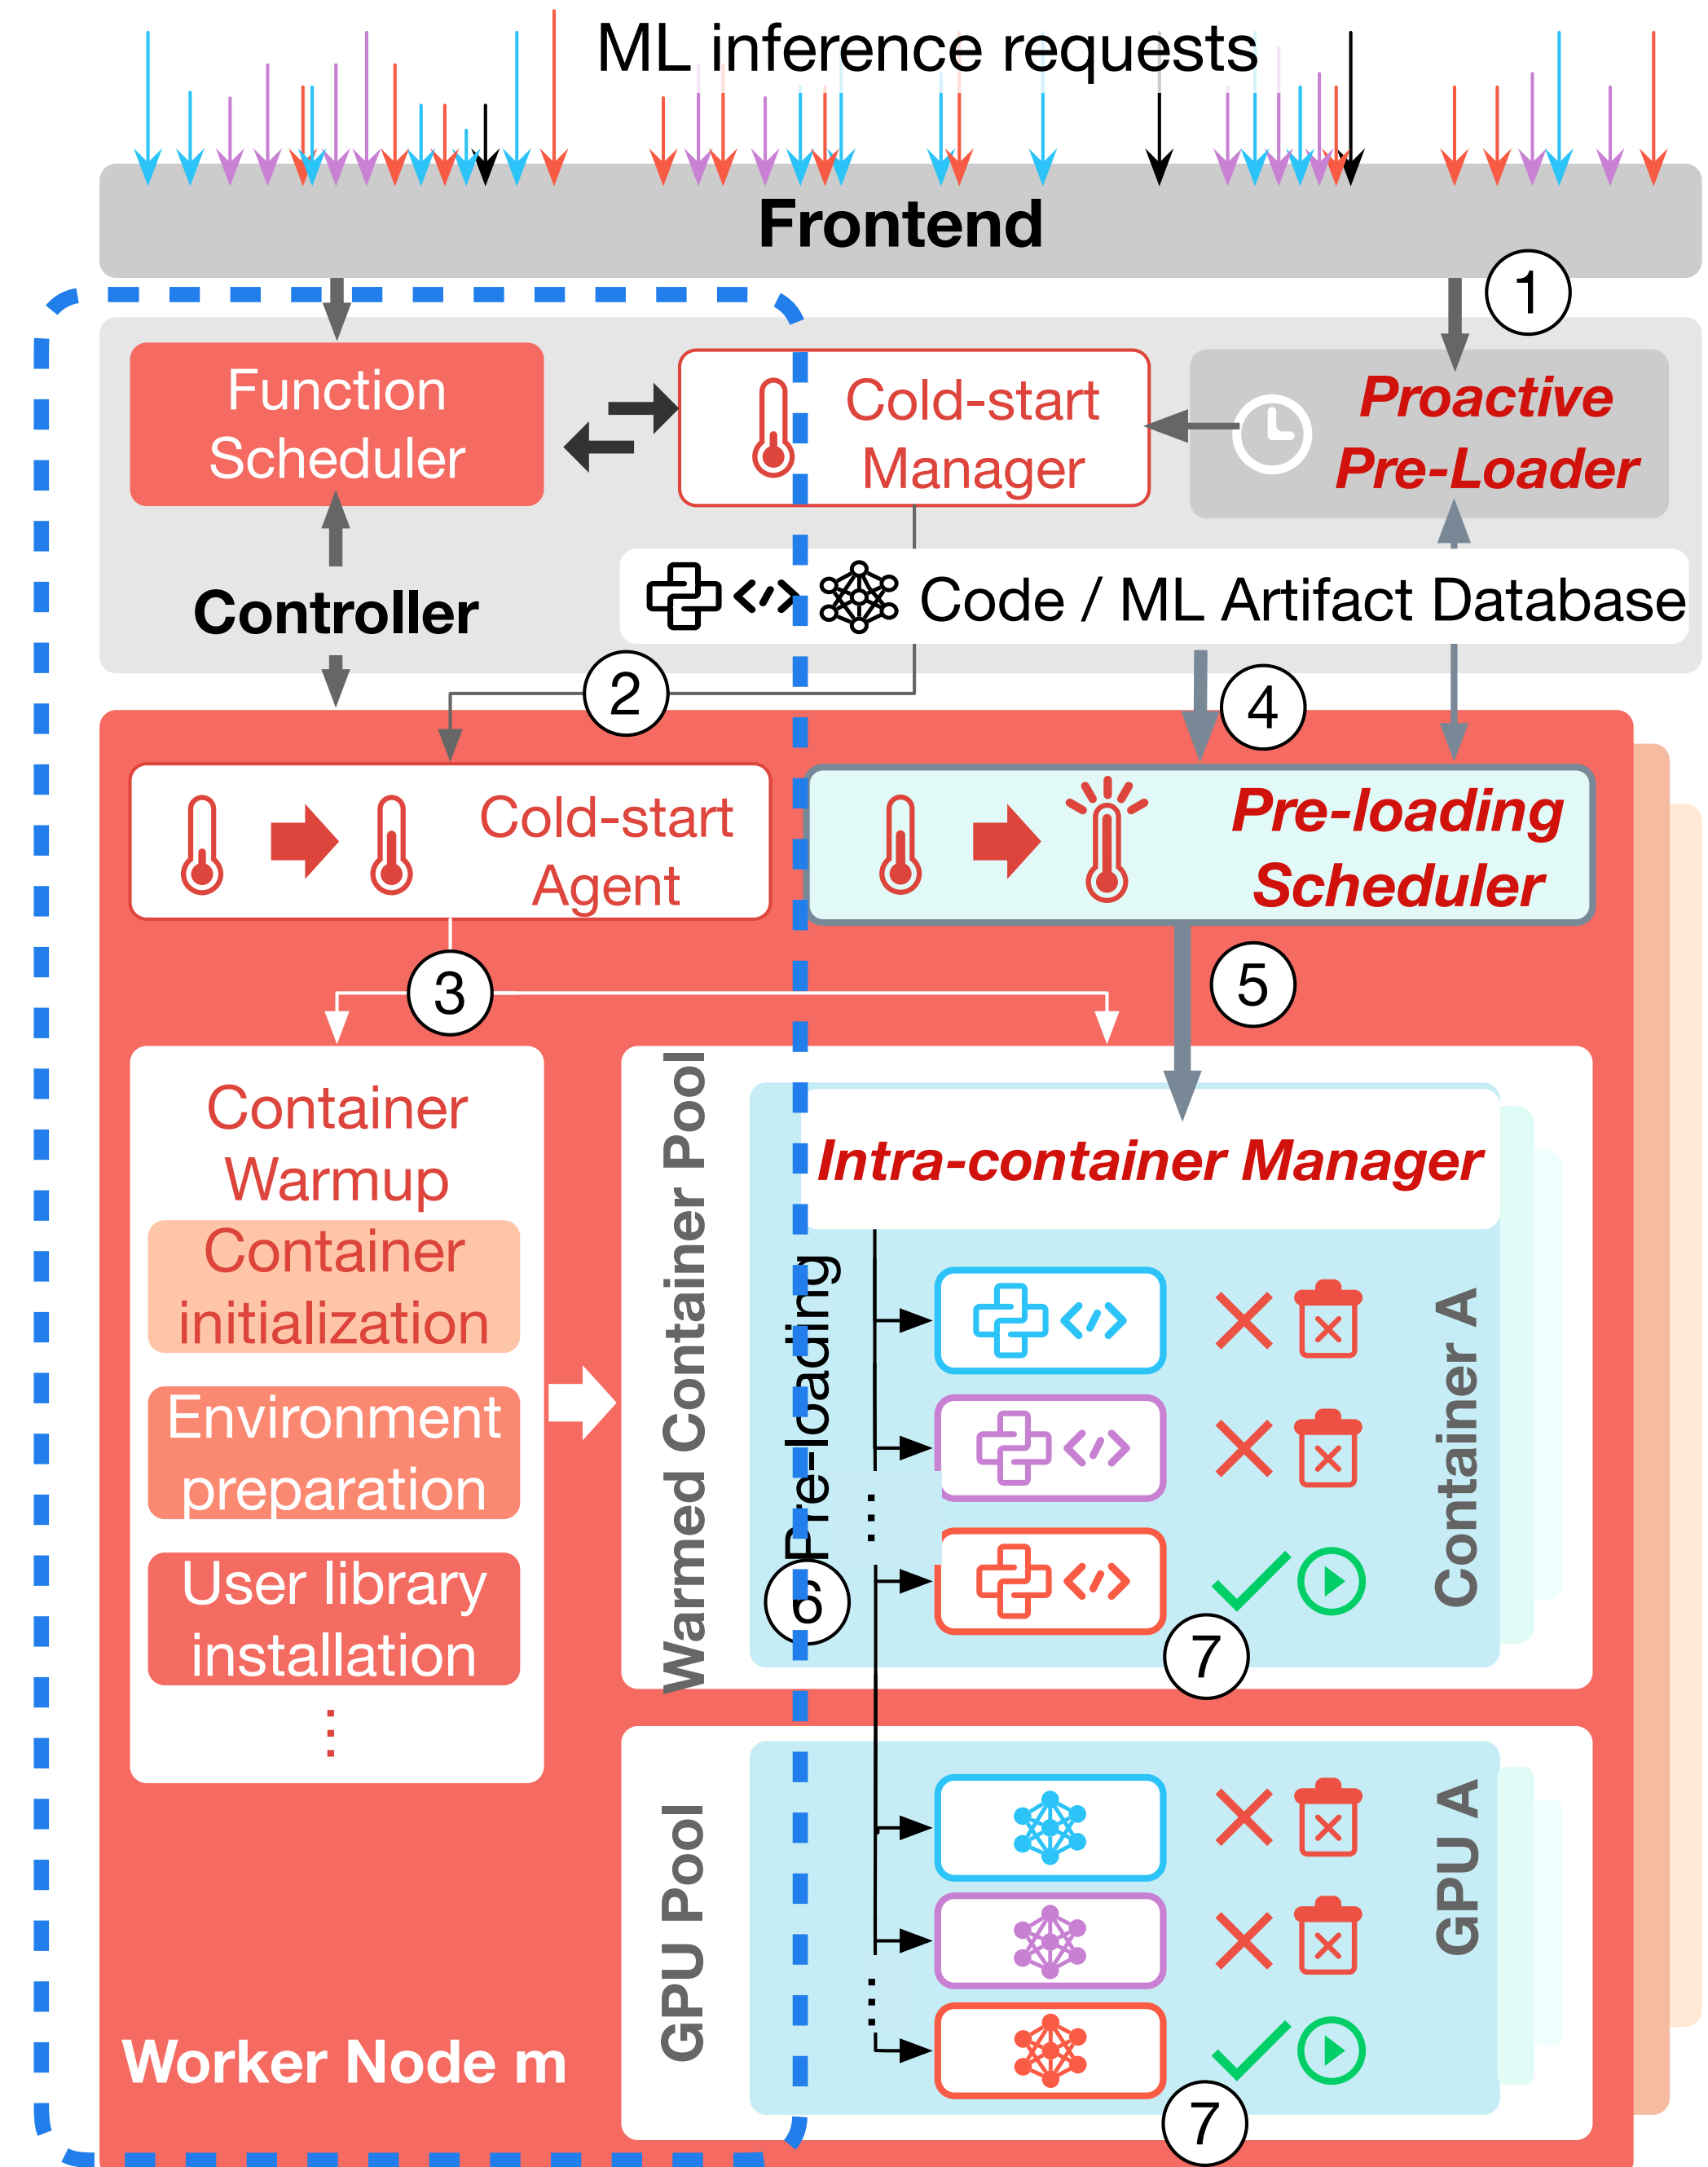 ML inference requests
Frontend
1
Function
Scheduler
Cold-start
Manager
Proactive
Pre-Loader
Controller
Code / ML Artifact Database
2
4
Cold-start
Agent
Pre-loading
Scheduler
3
5
Container
Warmup
Container
initialization
Environment
preparation
User library
installation
Warmed Container Pool
Intra-container Manager
Pre-loading
6
Container A
7
GPU Pool
GPU A
7
Worker Node m